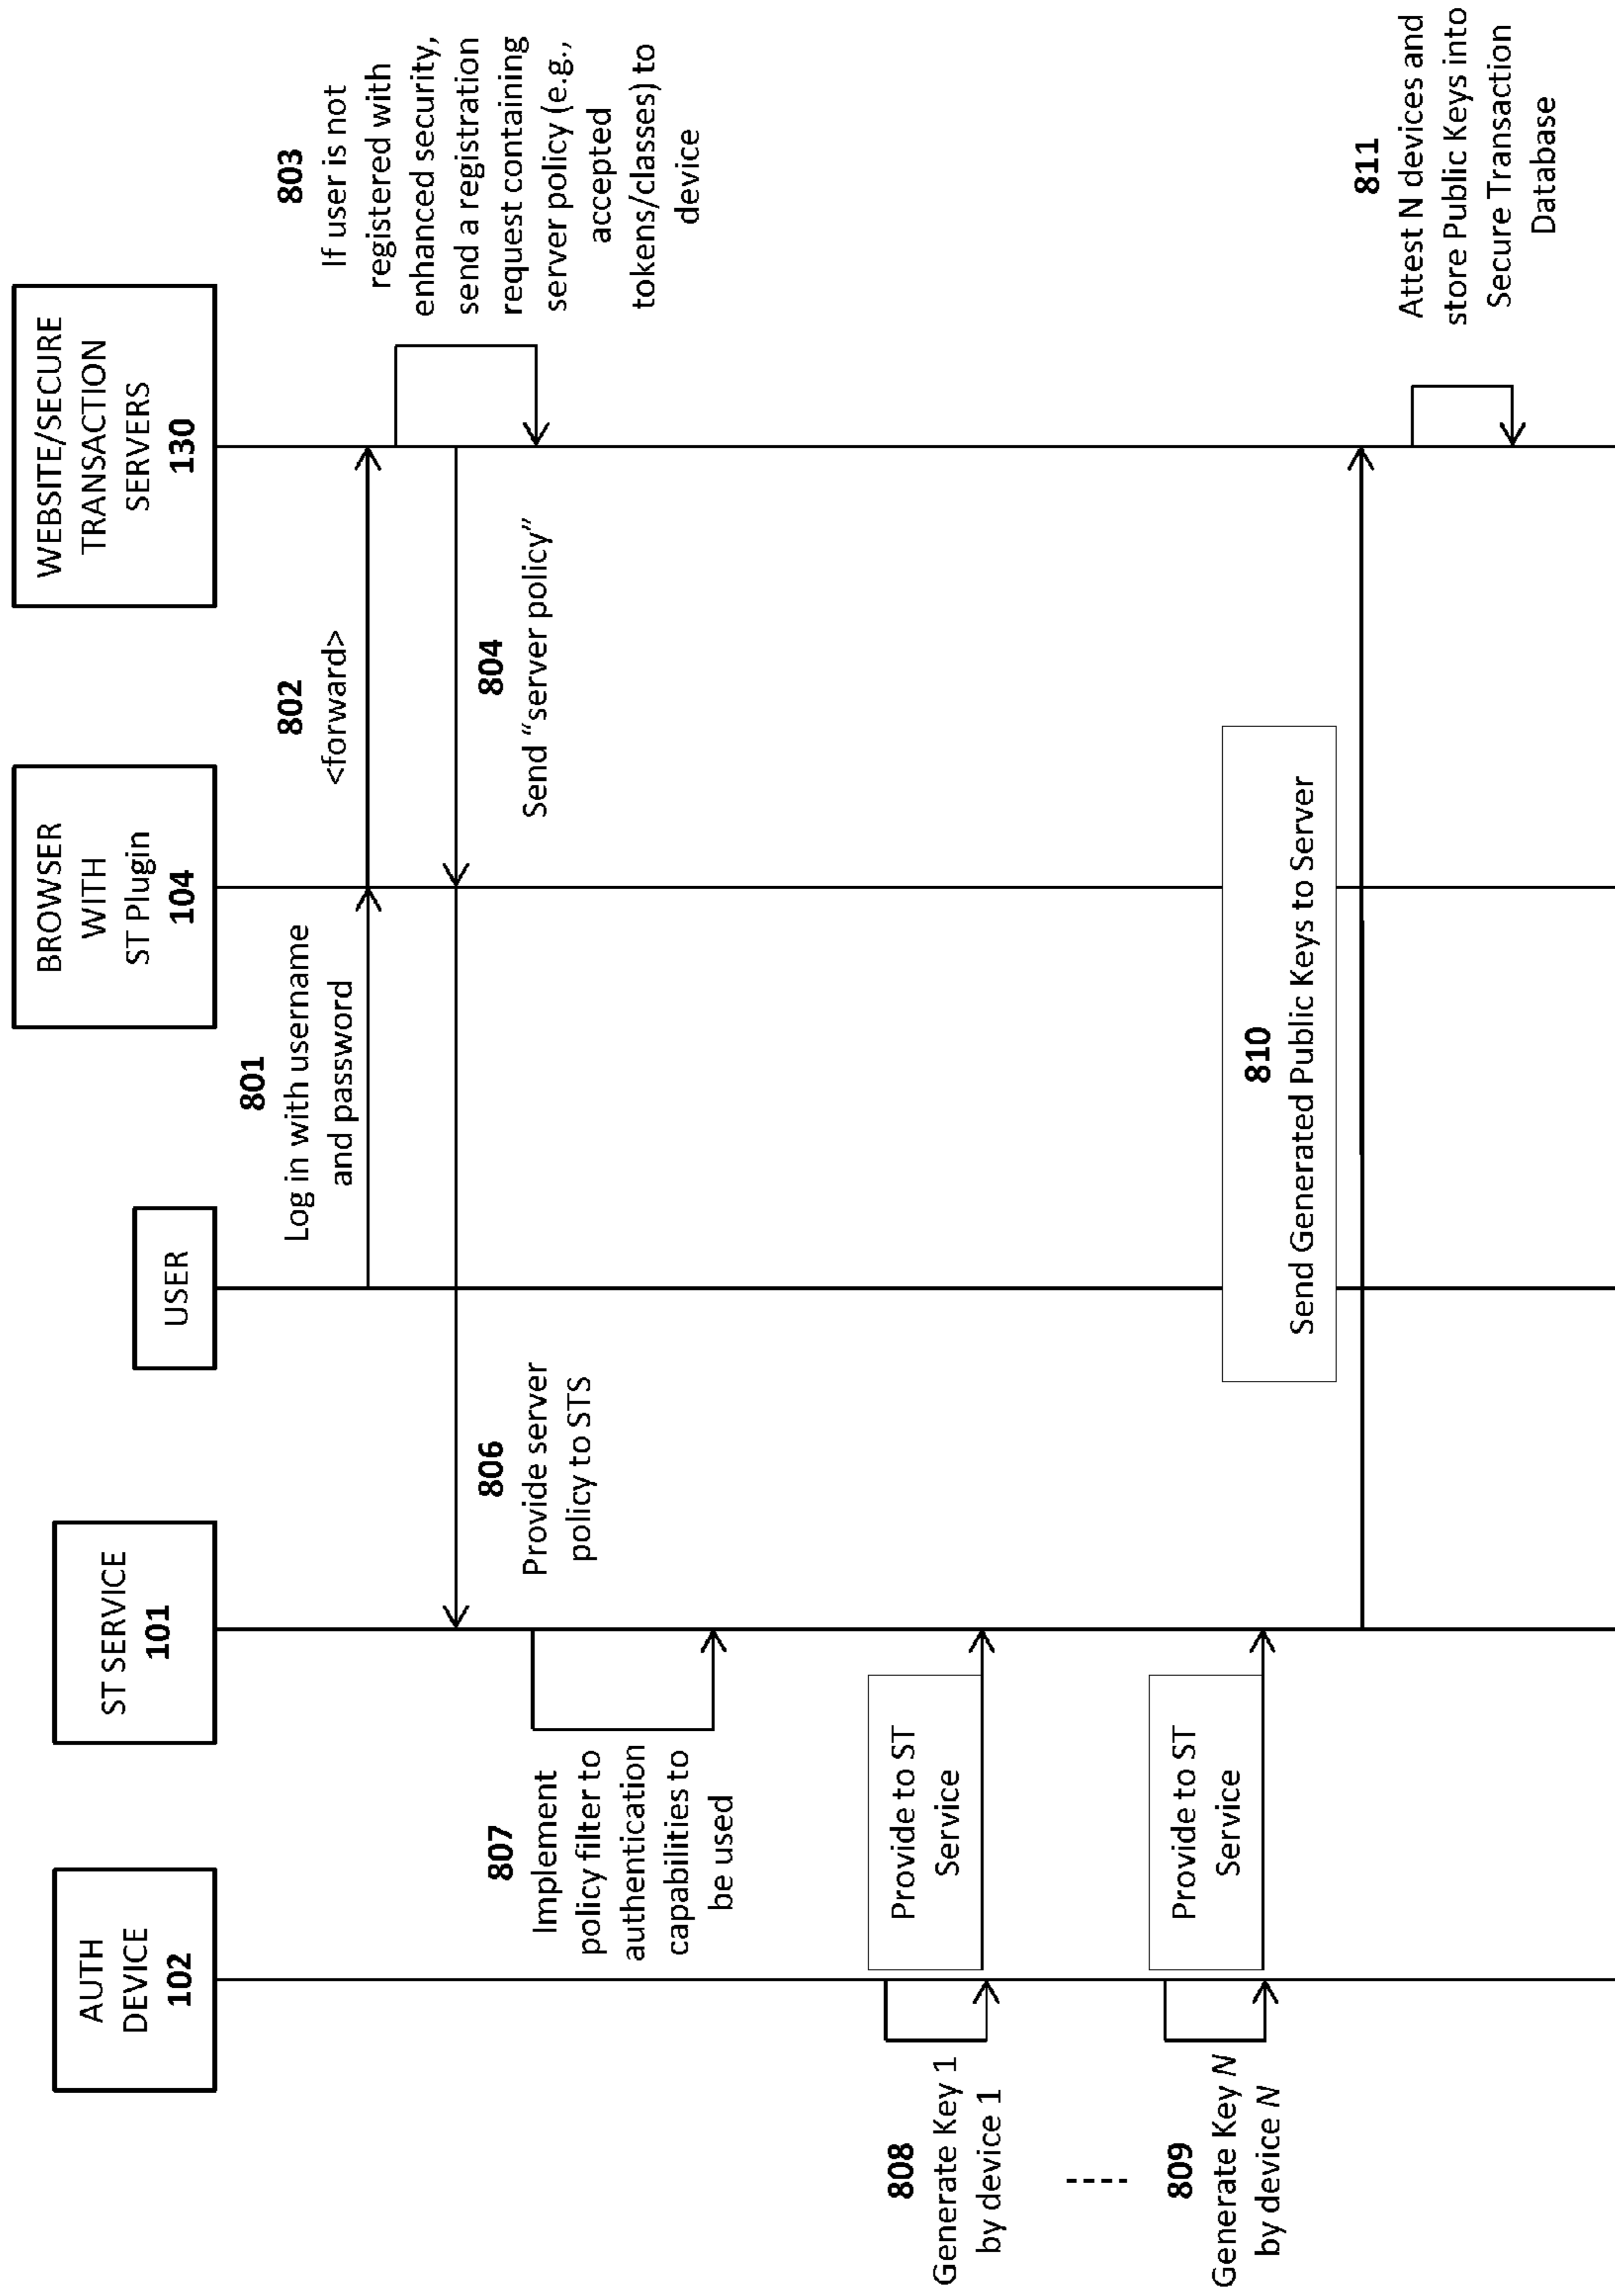 AUTH
DEVICE
102
ST SERVICE
101
USER
BROWSER
WITH
ST Plugin
104
WEBSITE/SECURE
TRANSACTION
SERVERS
130
801
Log in with username
and password
802
<forward>
803
If user is not
registered with
enhanced security,
send a registration
request containing
server policy (e.g.,
accepted
tokens/classes) to
device
804
Send “server policy”
806
Provide server
policy to STS
807
Implement
policy filter to
authentication
capabilities to
be used
808
Generate Key 1
by device 1
Provide to ST
Service
----
809
Generate Key N
by device N
Provide to ST
Service
810
Send Generated Public Keys to Server
811
Attest N devices and
store Public Keys into
Secure Transaction
Database